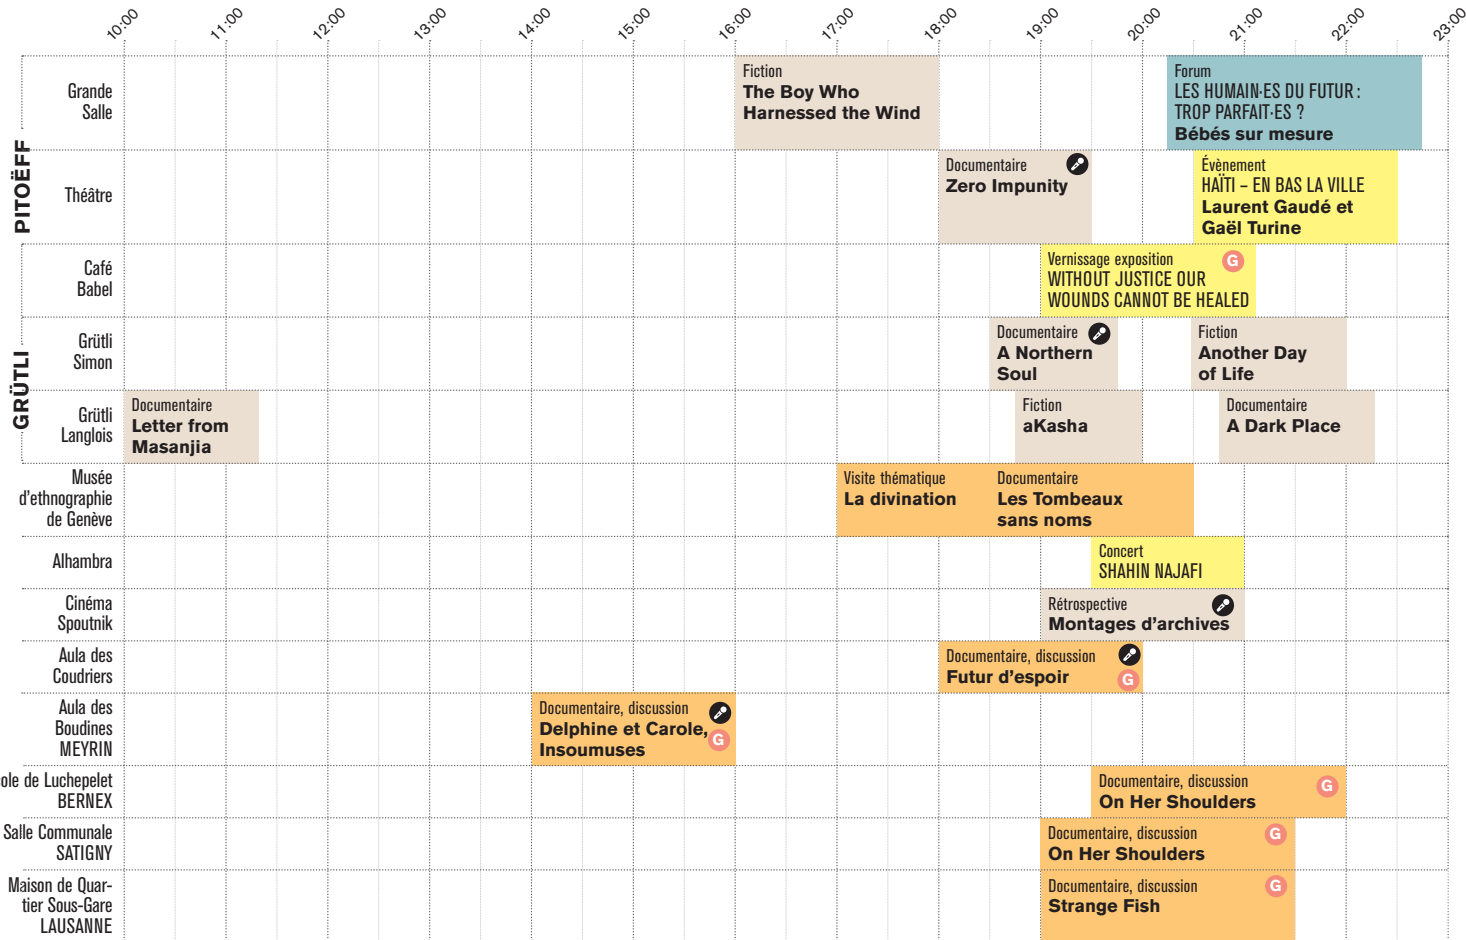 10:00 11:00 12:00 13:00 14:00 15:00 16:00 17:00 18:00 19:00 20:00 21:00 22:00 23:00
PITOËFF
Grande
Salle
Fiction
The Boy Who
Harnessed the Wind
Forum
LES HUMAIN·ES DU FUTUR :
TROP PARFAIT·ES ?
Bébés sur mesure
Théâtre
Documentaire
Zero Impunity
Évènement
HAÏTI – EN BAS LA VILLE
Laurent Gaudé et
Gaël Turine
Café
Babel
Vernissage exposition
G
WITHOUT JUSTICE OUR
WOUNDS CANNOT BE HEALED
GRÜTLI
Grütli
Simon
Documentaire
A Northern
Soul
Fiction
Another Day
of Life
Grütli
Langlois
Documentaire
Letter from
Masanjia
Fiction
aKasha
Documentaire
A Dark Place
Musée
d'ethnographie
de Genève
Visite thématique
La divination
Documentaire
Les Tombeaux
sans noms
Alhambra
Concert
SHAHIN NAJAFI
Cinéma
Spoutnik
Rétrospective
Montages d'archives
Aula des
Coudriers
Documentaire, discussion
Futur d'espoir
G
Aula des
Boudines
MEYRIN
Documentaire, discussion
Delphine et Carole,
Insoumuses
G
ole de Luchepelet
BERNEX
Documentaire, discussion
On Her Shoulders
G
Salle Communale
SATIGNY
Documentaire, discussion
On Her Shoulders
G
Maison de Quar-
tier Sous-Gare
LAUSANNE
Documentaire, discussion
Strange Fish
G